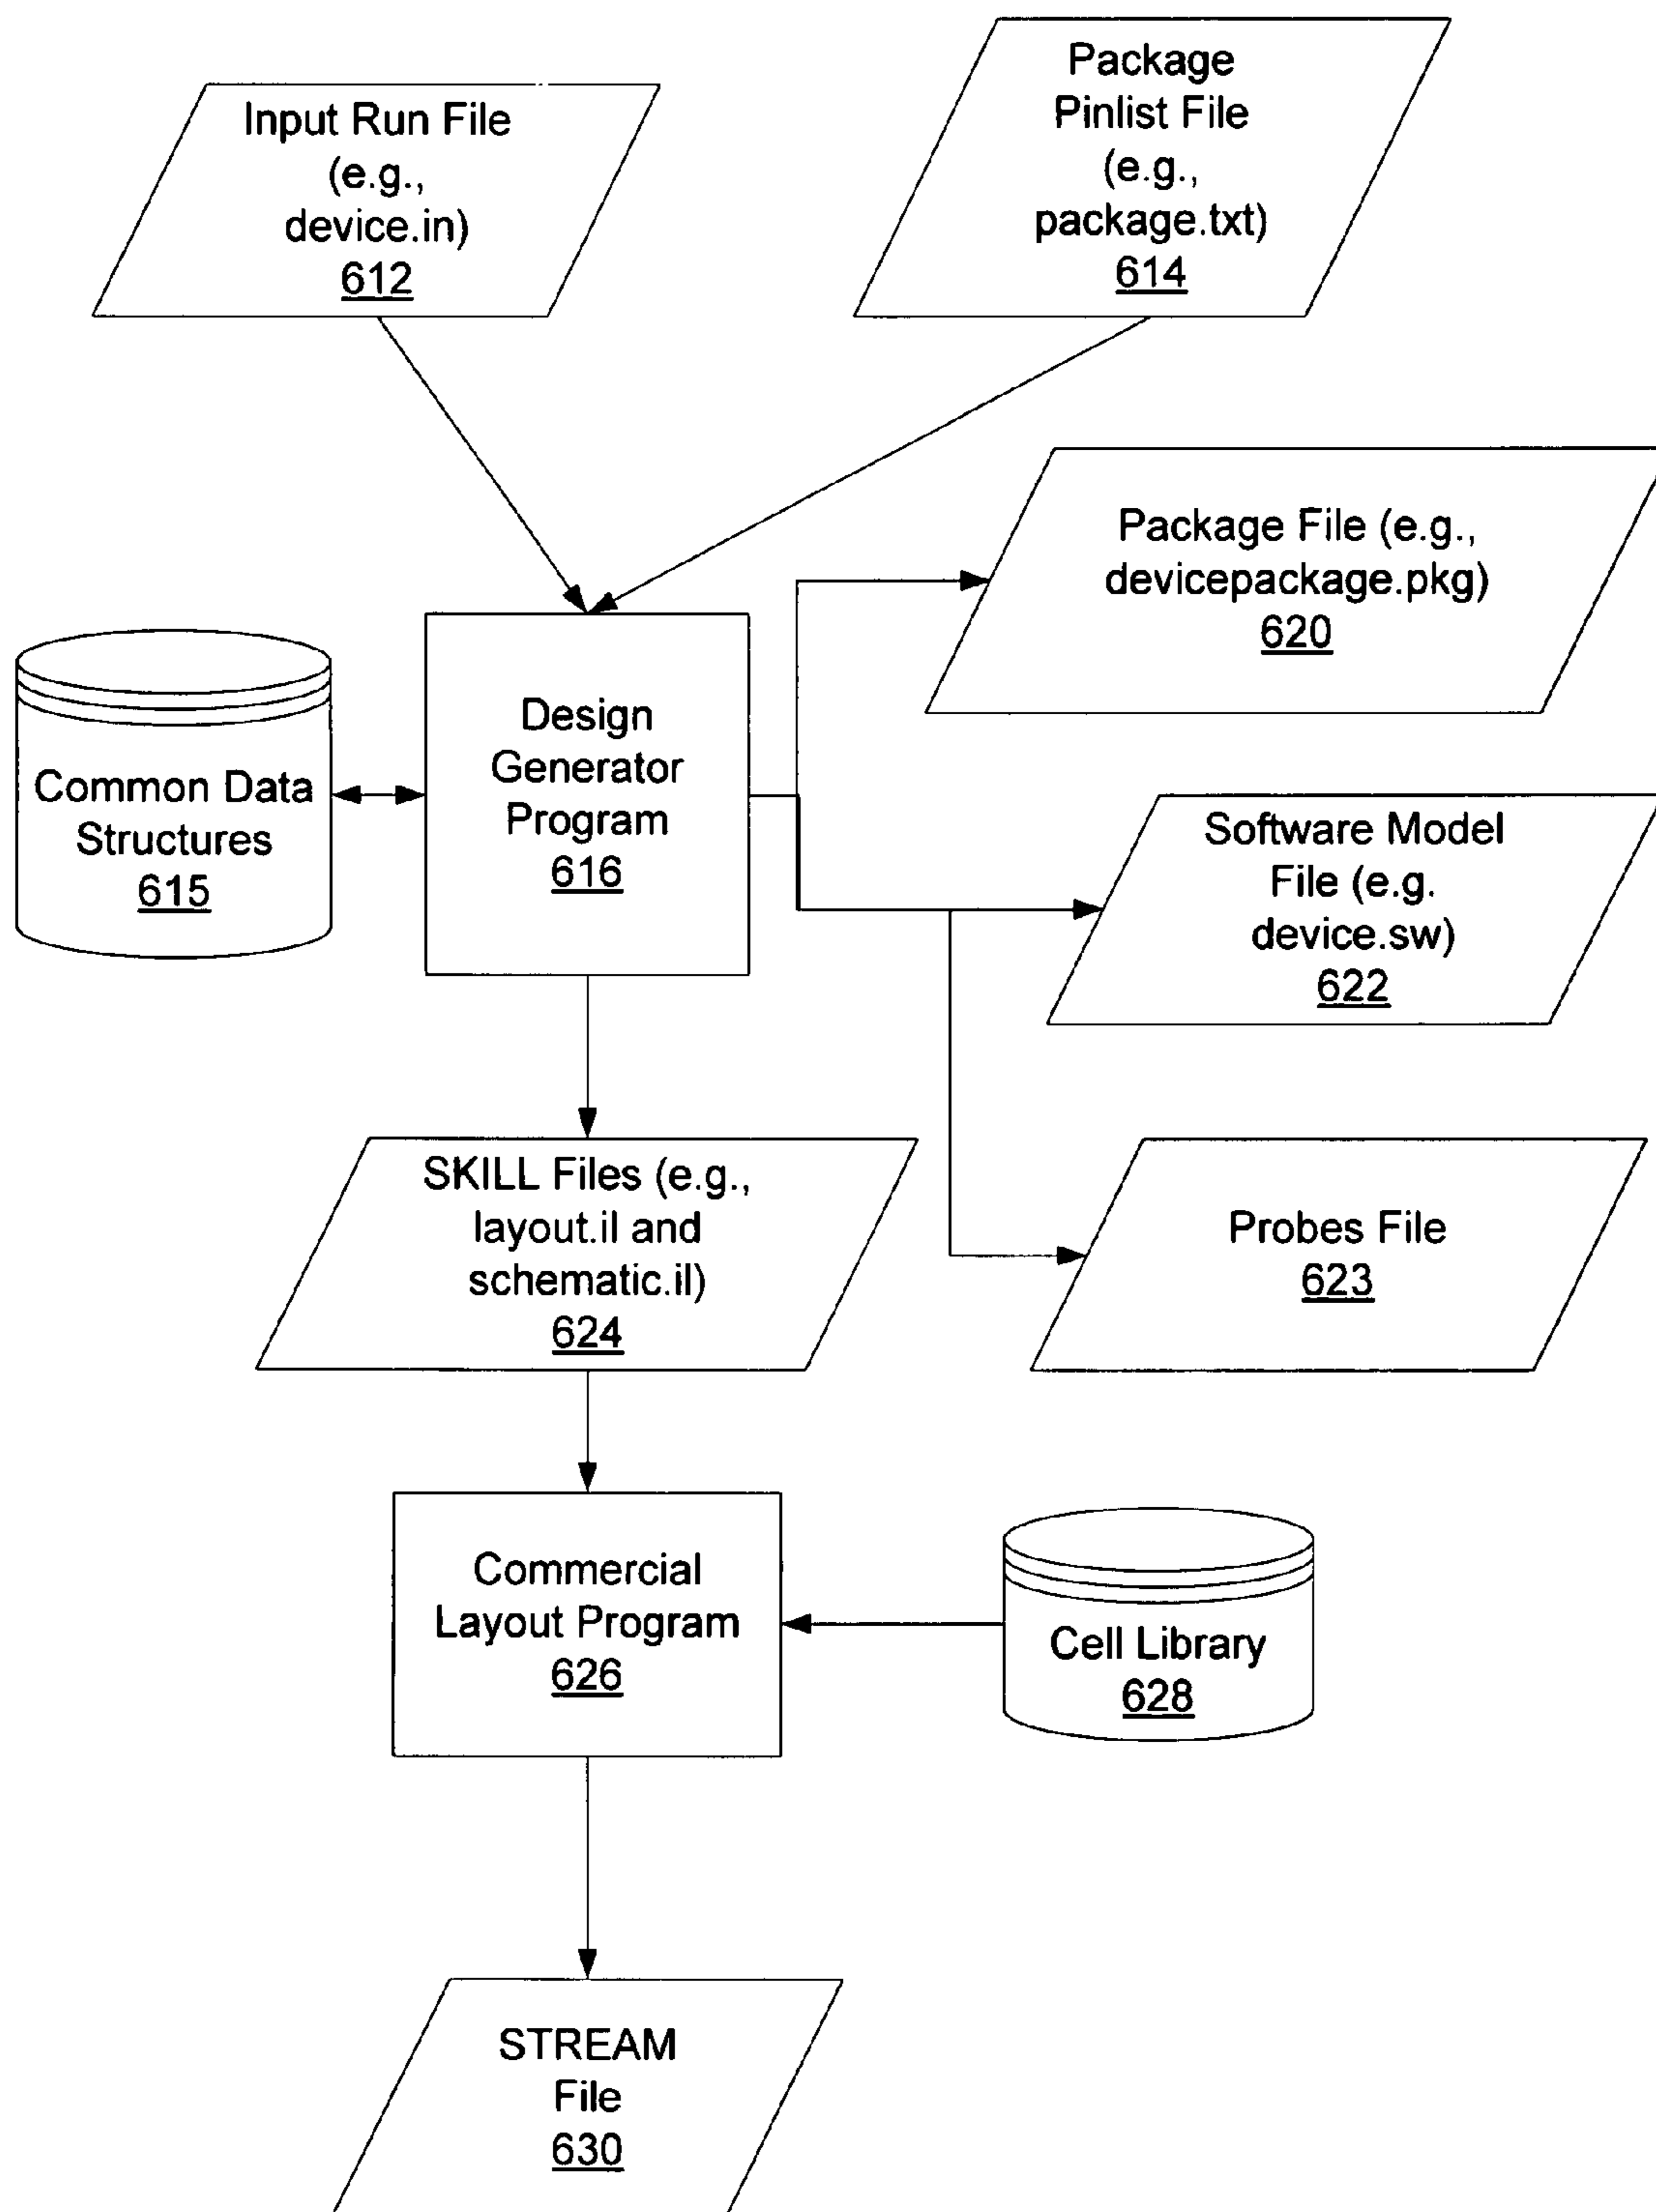 Input Run File
(e.g.,
device.in)
612
Package
Pinlist File
(e.g.,
package.txt)
614
Package File (e.g.,
devicepackage.pkg)
620
Design
Generator
Program
616
Common Data
Structures
615
Software Model
File (e.g.
device.sw)
622
SKILL Files (e.g.,
layout.il and
schematic.il)
624
Probes File
623
Commercial
Layout Program
626
Cell Library
628
STREAM
File
630